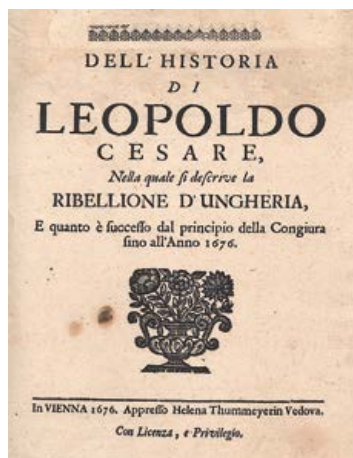 DELL' HISTORIA
DI
LEOPOLDO
CESARE,
Nella quale ſi deſcrive la
RIBELLIONE D'UNGHERIA,
E quanto è ſucceſſo dal principio della Congiura
ſino all'Anno 1676.
In VIENNA 1676. Appreſſo Helena Thummeyerin Vedova.
Con Licenza, e Privilegio.